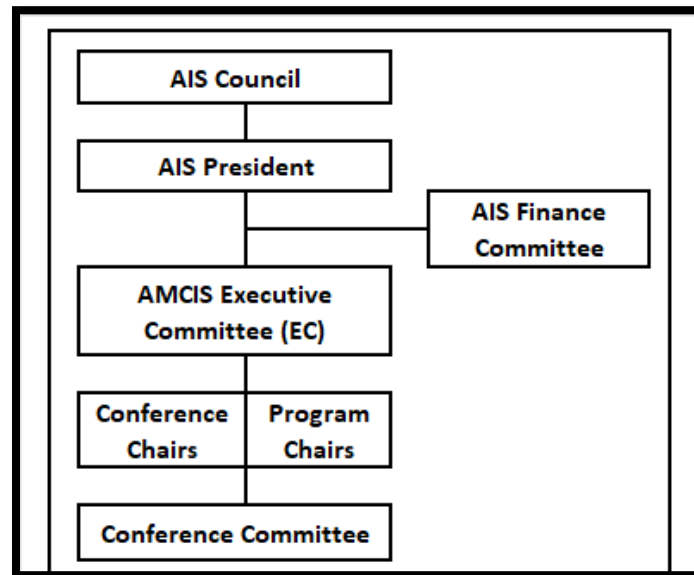 AIS Council
AIS President
AIS Finance
Committee
AMCIS Executive
Committee (EC)
Conference
Chairs
Program
Chairs
Conference Committee